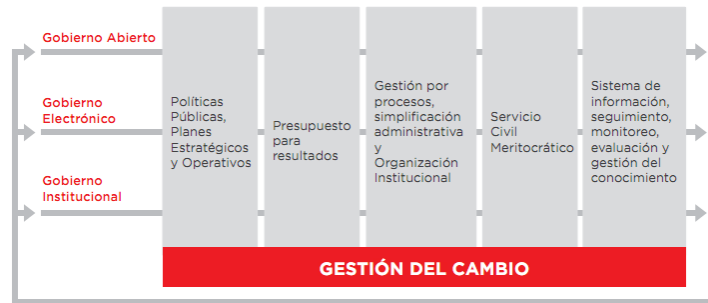 Gobierno Abierto
Gobierno
Electrónico
Gobierno
Institucional
Políticas
Públicas,
Planes
Estratégicos
y Operativos
Presupuesto
para
resultados
Gestión por
procesos,
simplificación
administrativa
y
Organización
Institucional
Servicio
Civil
Meritocrático
Sistema de
información,
seguimiento,
monitoreo,
evaluación y
gestión del
conocimiento
GESTIÓN DEL CAMBIO